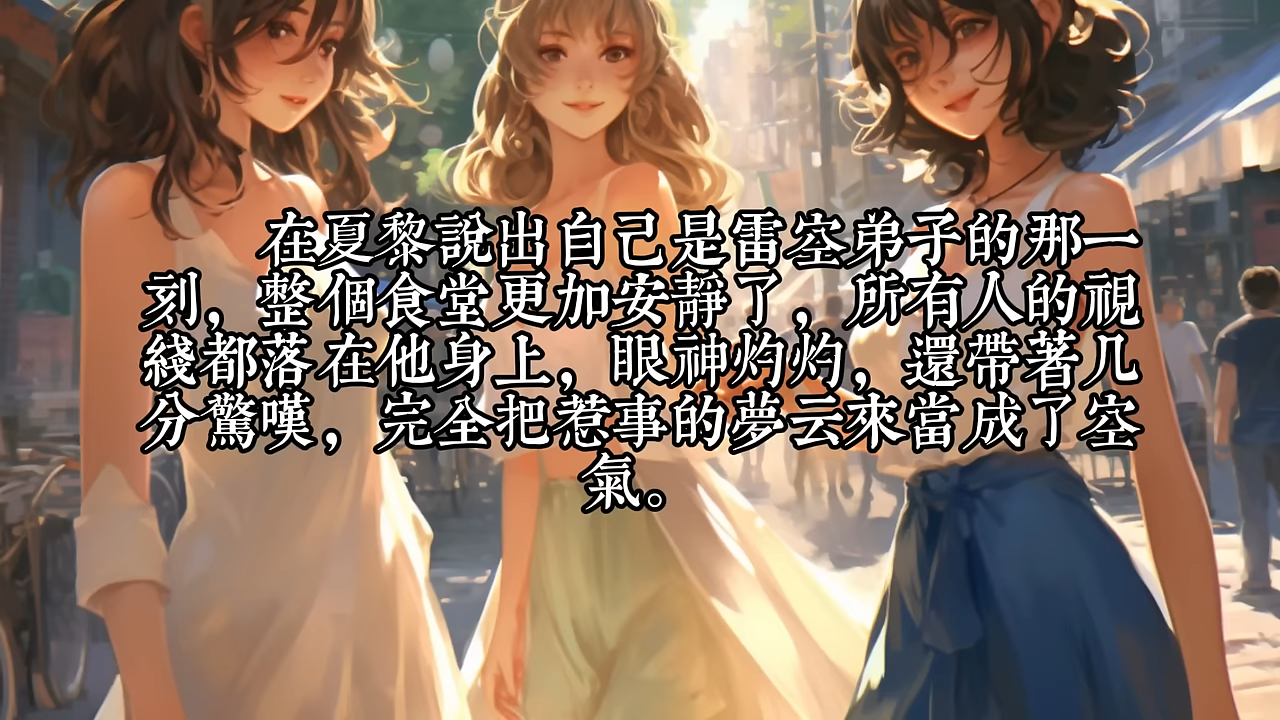 在夏黎說出自己是雷空弟子的那一
刻，整個食堂更加安靜了，所有人的視
綫都落在他身上，眼神灼灼，還帶著几
分驚嘆，完全把惹事的夢云來當成了空
氣。